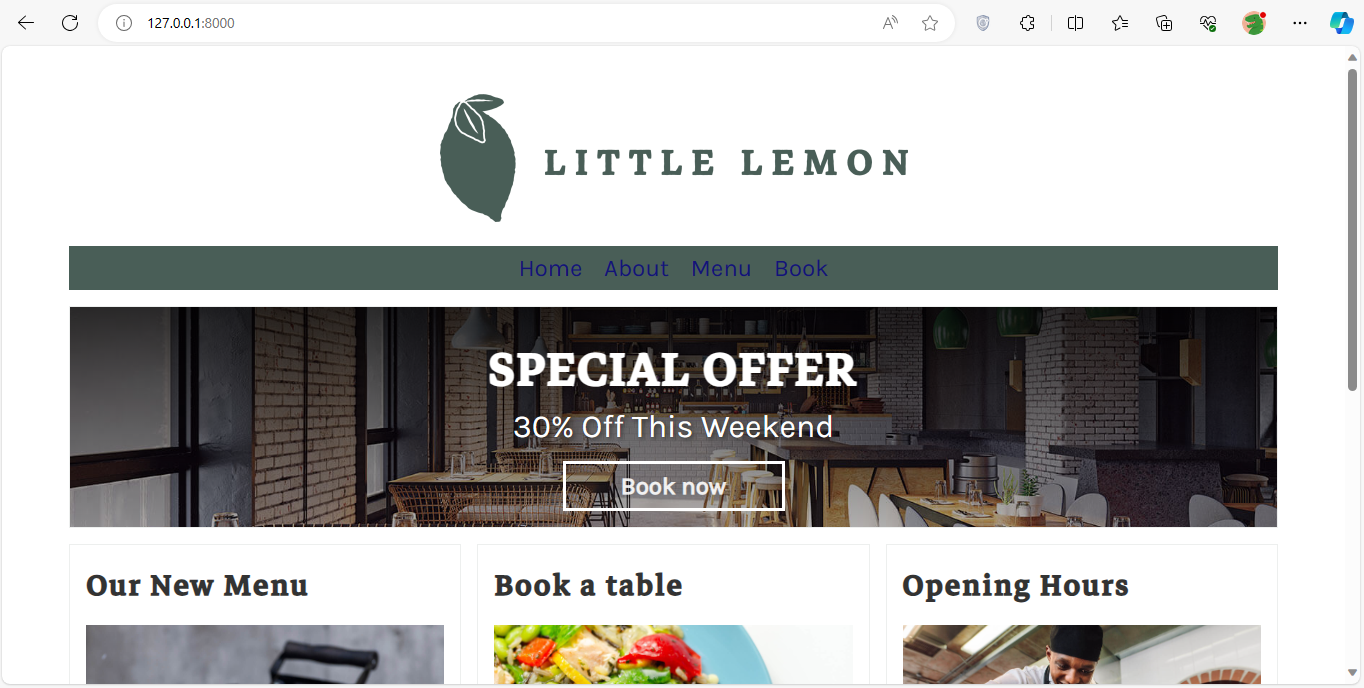 127.0.0.1:8000
LITTLE LEMON
Home About Menu Book
SPECIAL OFFER
30% Off This Weekend
Book now
Our New Menu
Book a table
Opening Hours